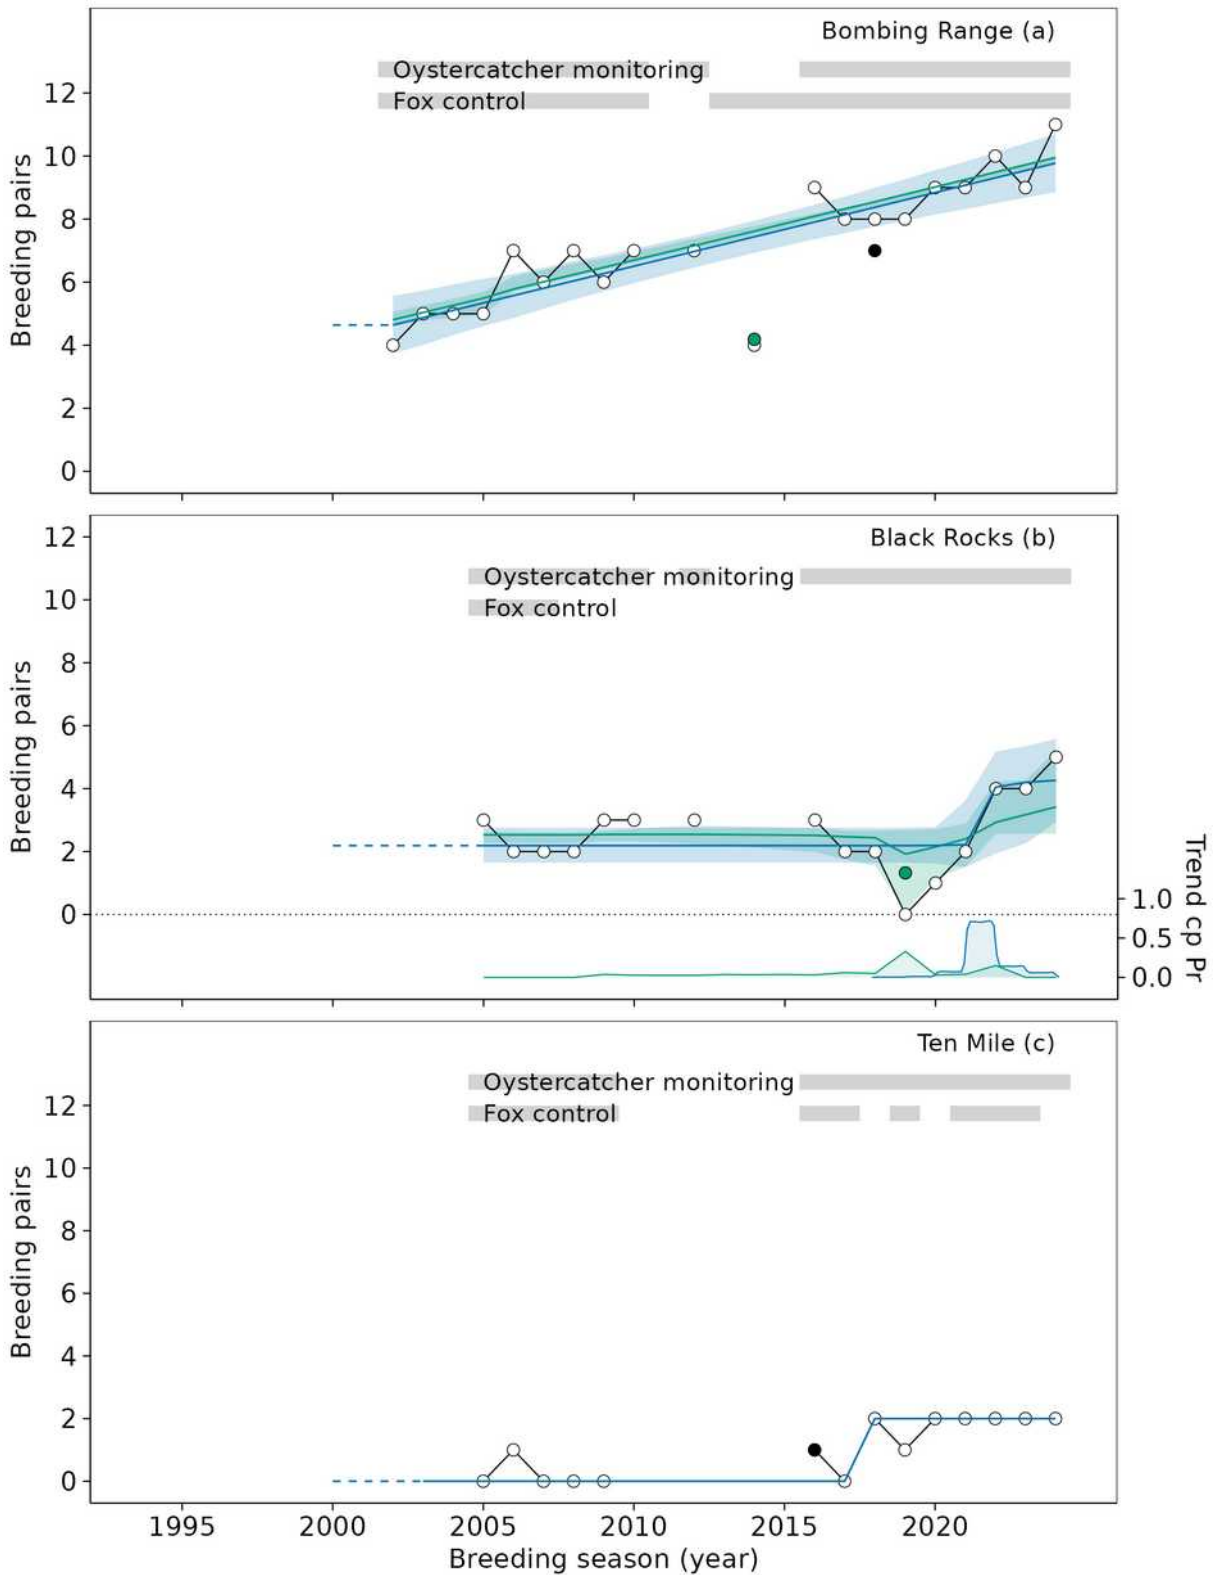 Bombing Range (a)
Oystercatcher monitoring
Fox control
Breeding pairs
12
10
8
6
4
2
0
Black Rocks (b)
Oystercatcher monitoring
Fox control
Breeding pairs
12
10
8
6
4
2
0
Trend cp Pr
1.0
0.5
0.0
Ten Mile (c)
Oystercatcher monitoring
Fox control
Breeding pairs
12
10
8
6
4
2
0
1995 2000 2005 2010 2015 2020
Breeding season (year)